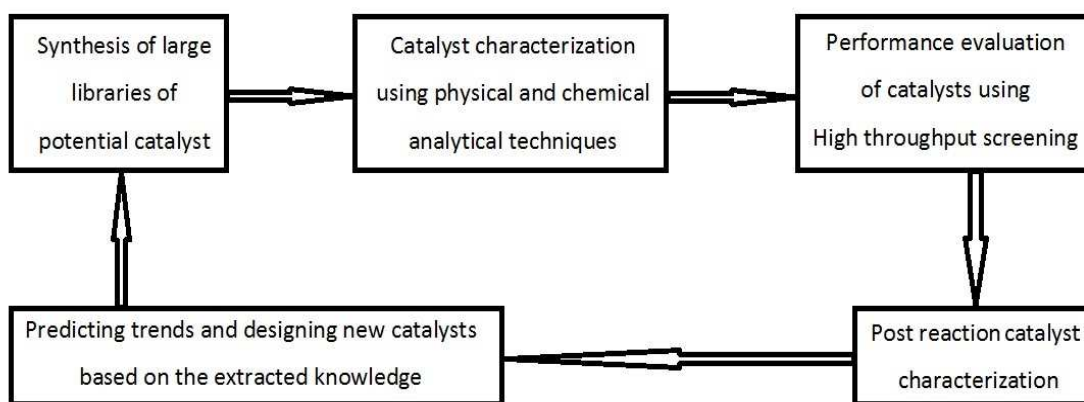 Synthesis of large
libraries of
potential catalyst
Catalyst characterization
using physical and chemical
analytical techniques
Performance evaluation
of catalysts using
High throughput screening
Post reaction catalyst
characterization
Predicting trends and designing new catalysts
based on the extracted knowledge